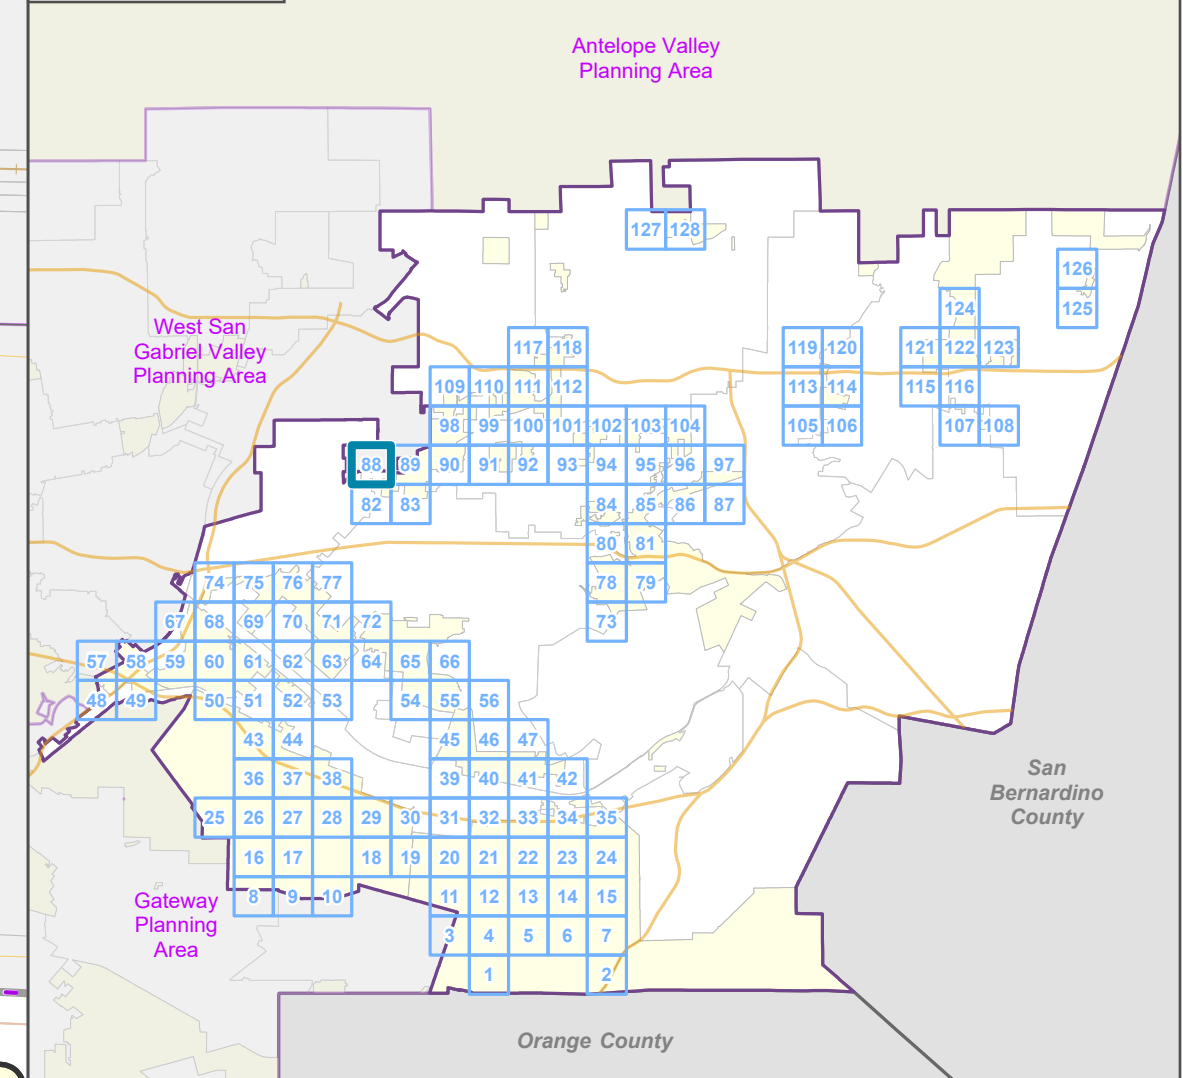 Antelope Valley
Planning Area
127 128
126
125
124
West San
Gabriel Valley
Planning Area
117 118
119 120
121 122 123
109 110 111 112
113 114
115 116
98 99 100 101 102 103 104
105 106
107 108
88 89 90 91 92 93 94 95 96 97
82 83
84 85 86 87
80 81
74 75 76 77
78 79
67 68 69 70 71 72
73
57 58 59 60 61 62 63 64 65 66
48 49 50 51 52 53 54 55 56
43 44 45 46 47
36 37 38 39 40 41 42
San
Bernardino
County
25 26 27 28 29 30 31 32 33 34 35
16 17 18 19 20 21 22 23 24
8 9 10 11 12 13 14 15
Gateway
Planning
Area
3 4 5 6 7
1 2
Orange County